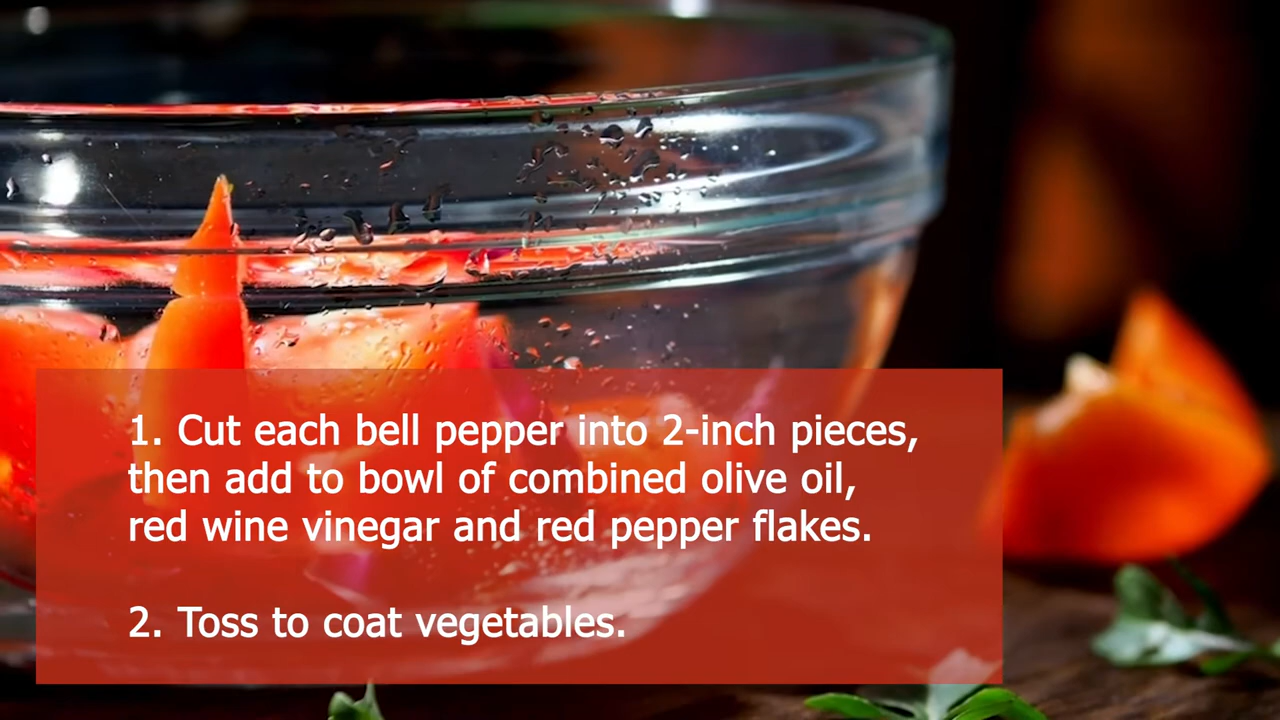 1. Cut each bell pepper into 2-inch pieces,
then add to bowl of combined olive oil,
red wine vinegar and red pepper flakes.
2. Toss to coat vegetables.